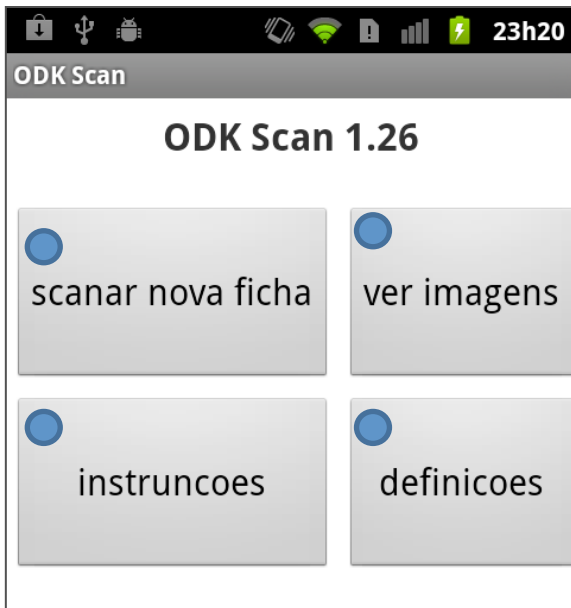 23h20
ODK Scan
ODK Scan 1.26
scanar nova ficha
ver imagens
instruncoes
definicoes